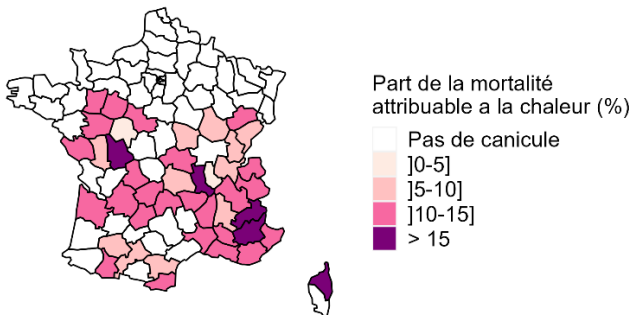 Part de la mortalité
attribuable a la chaleur (%)
Pas de canicule
]0-5]
]5-10]
]10-15]
> 15